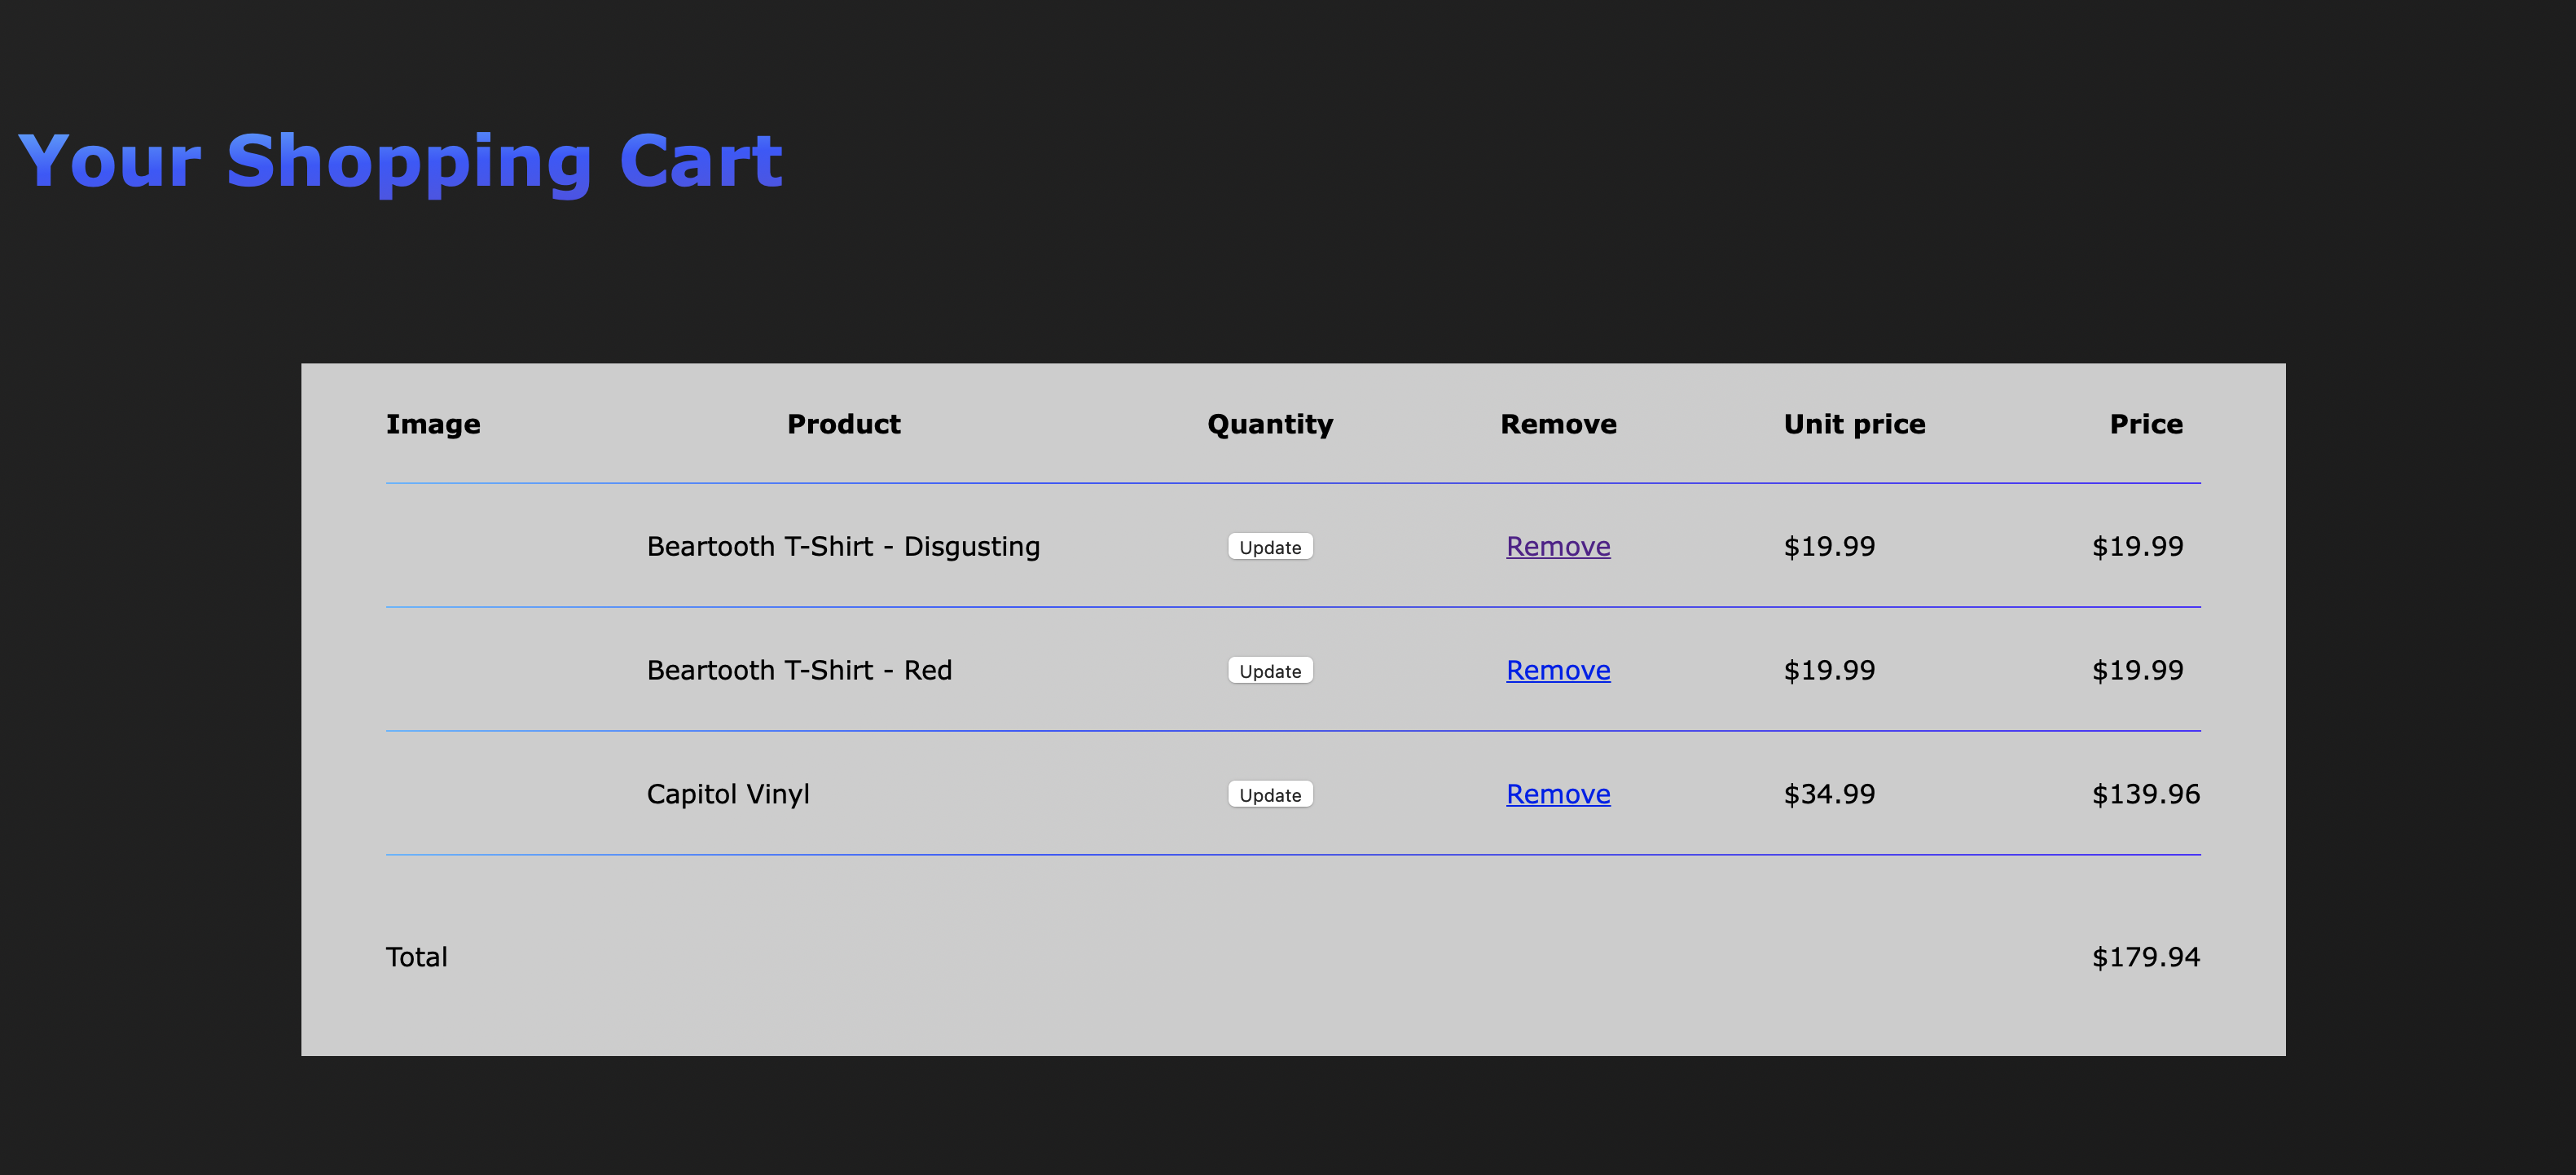 Your Shopping Cart
Image Product Quantity Remove Unit price Price
Beartooth T-Shirt - Disgusting Update Remove $19.99 $19.99
Beartooth T-Shirt - Red Update Remove $19.99 $19.99
Capitol Vinyl Update Remove $34.99 $139.96
Total $179.94